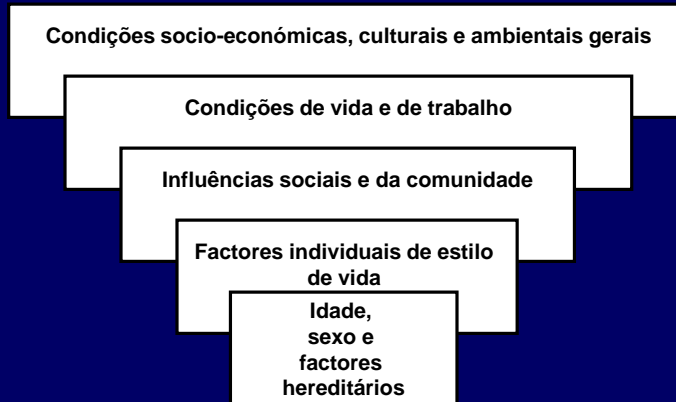 Condições socio-económicas, culturais e ambientais gerais
Condições de vida e de trabalho
Influências sociais e da comunidade
Factores individuais de estilo
de vida
Idade,
sexo e
factores
hereditários